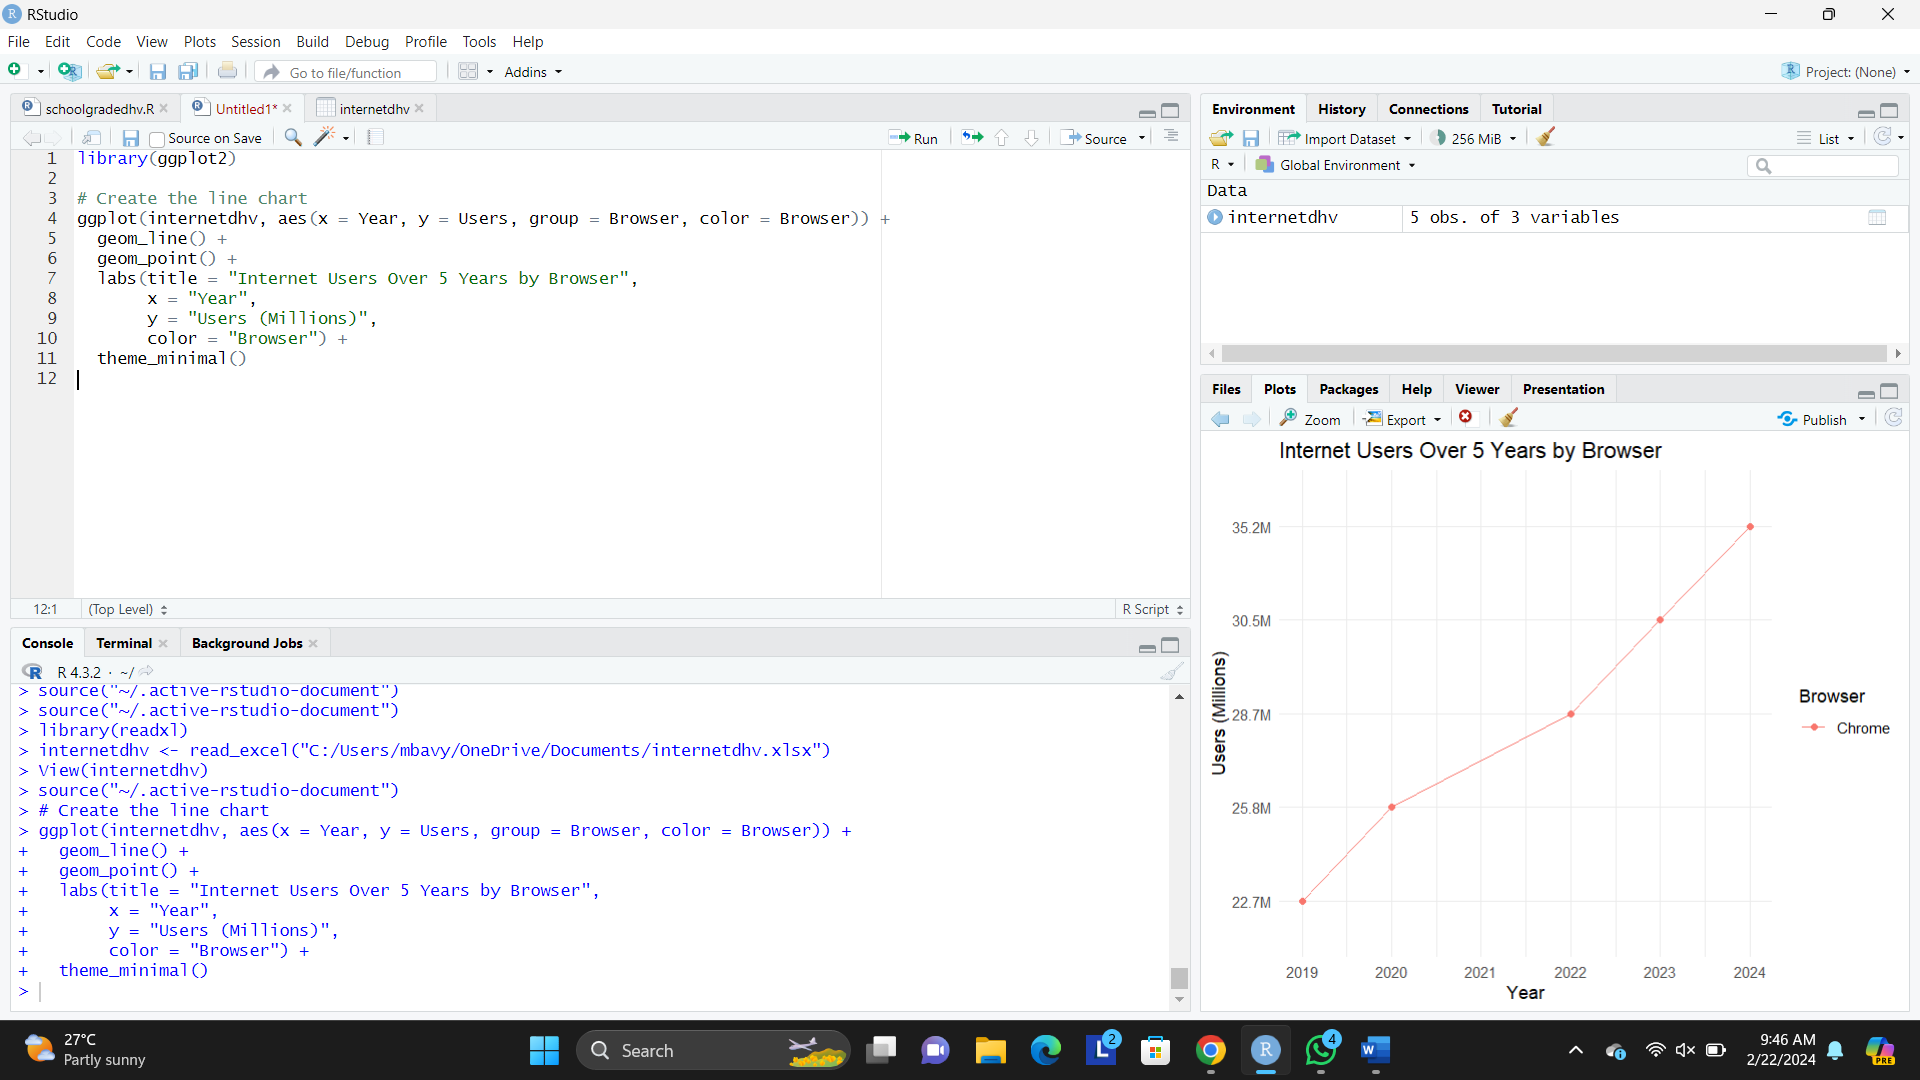 RStudio
File Edit Code View Plots Session Build Debug Profile Tools Help
Go to file/function Addins Project: (None)
schoolgradedhv.R Untitled1* internetdhv
Source on Save Run Source
1 library(ggplot2)
2
3 # Create the line chart
4 ggplot(internetdhv, aes(x = Year, y = Users, group = Browser, color = Browser)) +
5 geom_line() +
6 geom_point() +
7 labs(title = "Internet Users Over 5 Years by Browser",
8 x = "Year",
9 y = "Users (Millions)",
10 color = "Browser") +
11 theme_minimal()
12
12:1 (Top Level) R Script
Console Terminal Background Jobs
R 4.3.2 · ~/
> source("~/.active-rstudio-document")
> source("~/.active-rstudio-document")
> library(readxl)
> internetdhv <- read_excel("C:/Users/mbavy/OneDrive/Documents/internetdhv.xlsx")
> View(internetdhv)
> source("~/.active-rstudio-document")
> # Create the line chart
> ggplot(internetdhv, aes(x = Year, y = Users, group = Browser, color = Browser)) +
+ geom_line() +
+ geom_point() +
+ labs(title = "Internet Users Over 5 Years by Browser",
+ x = "Year",
+ y = "Users (Millions)",
+ color = "Browser") +
+ theme_minimal()
>
Environment History Connections Tutorial
Import Dataset 256 MiB List
R Global Environment
Data
internetdhv 5 obs. of 3 variables
Files Plots Packages Help Viewer Presentation
Zoom Export Publish
Internet Users Over 5 Years by Browser
35.2M
30.5M
28.7M
25.8M
22.7M
Users (Millions)
2019 2020 2021 2022 2023 2024
Year
Browser
Chrome
27°C
Partly sunny
Search
L 2
R
4
W
9:46 AM
2/22/2024
PRE